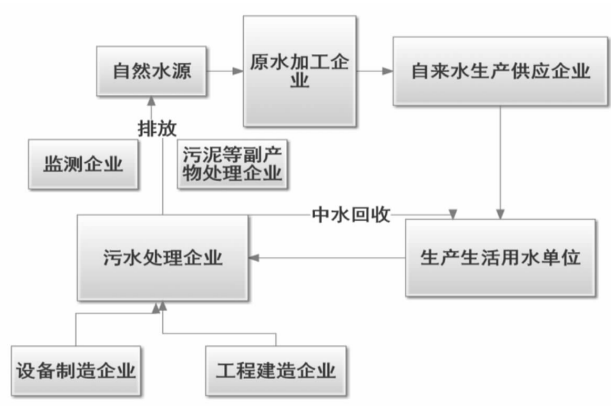 自然水源
原水加工企
业
自来水生产供应企业
排放
监测企业
污泥等副产
物处理企业
中水回收
污水处理企业
生产生活用水单位
设备制造企业
工程建造企业